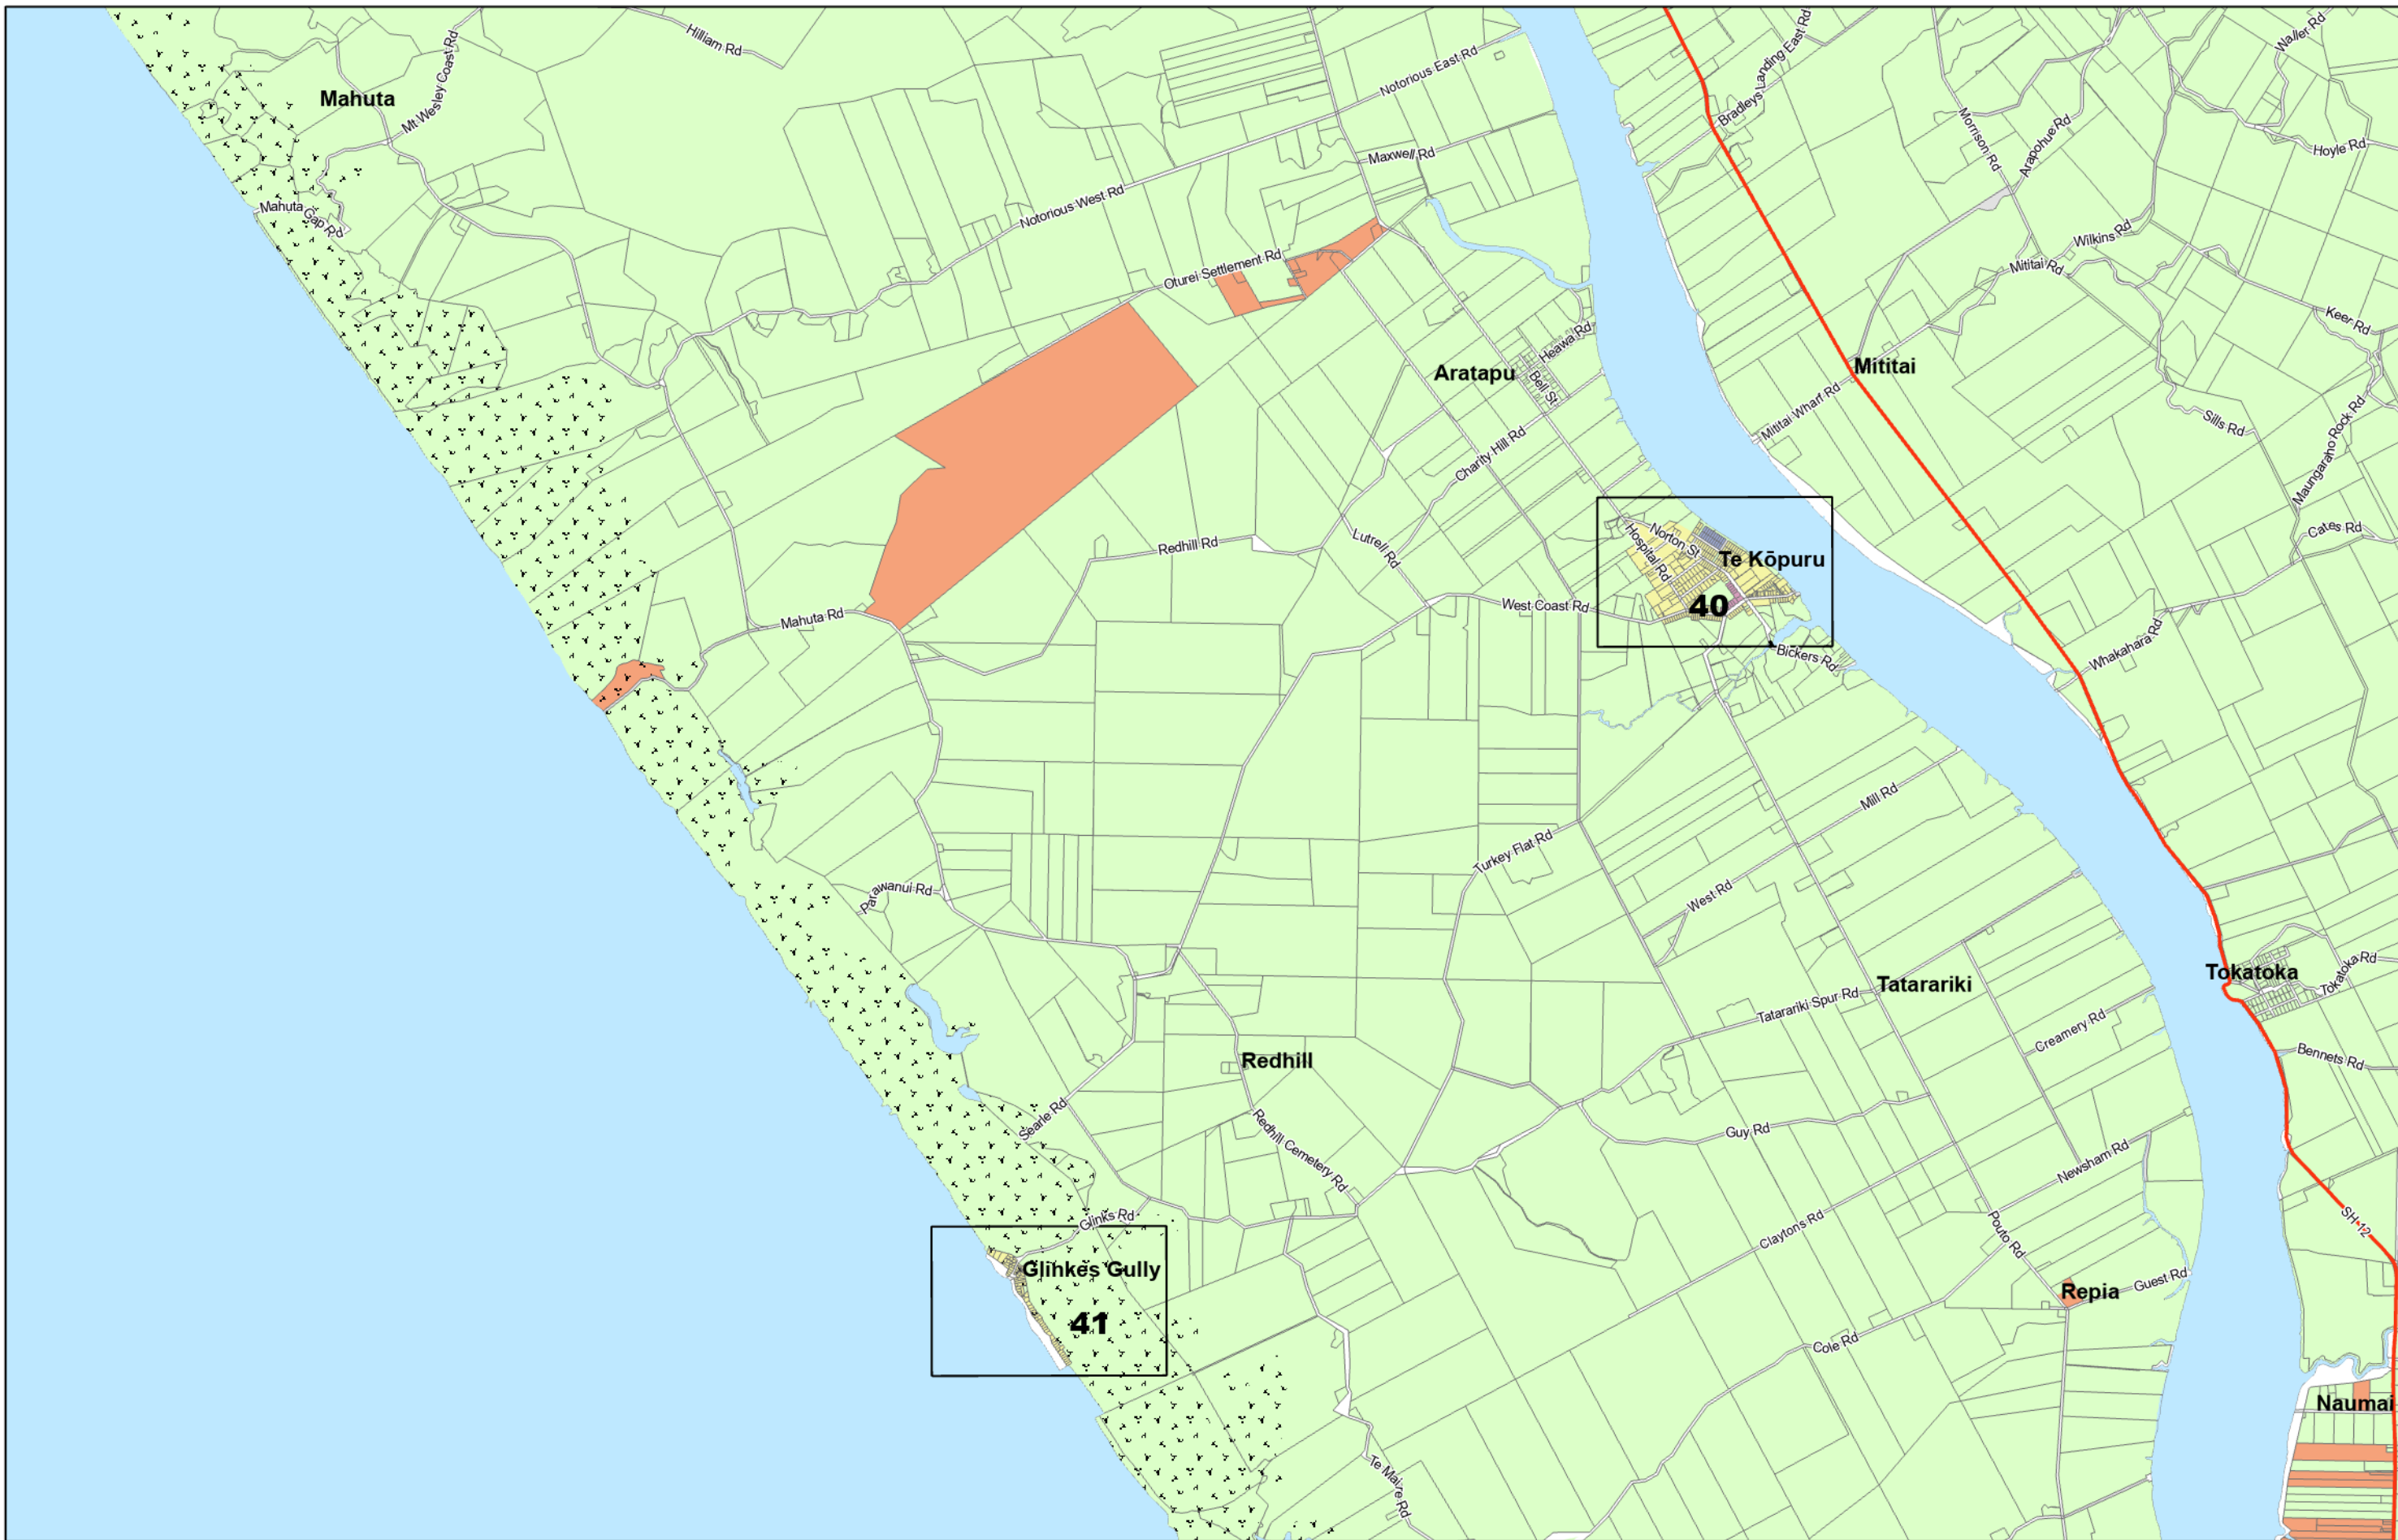 Hilliam Rd
Mt Wesley Coast Rd
Mahuta
Notorious East Rd
Bradleys Landing East Rd
Waller Rd
Morrison Rd
Arapohue Rd
Hoyle Rd
Maxwell Rd
Notorious West Rd
Mahuta Gap Rd
Wilkins Rd
Mititai Rd
Oturei Settlement Rd
Keer Rd
Heawa Rd
Aratapu
Bell St
Mititai
Mititai Wharf Rd
Sills Rd
Maungaraho Rock Rd
Charity Hill Rd
Cates Rd
Lutrell Rd
Redhill Rd
Norton St
Hospital Rd
Te Kōpuru
40
West Coast Rd
Mahuta Rd
Bickers Rd
Whakahara Rd
Mill Rd
Turkey Flat Rd
West Rd
Parawanui Rd
Tokatoka
Tokatoka Rd
Tatarariki
Tatarariki Spur Rd
Creamery Rd
Bennets Rd
Redhill
Searle Rd
Redhill Cemetery Rd
Guy Rd
Newsham Rd
Glinks Rd
Claytons Rd
Pouto Rd
SH 12
Glinkes Gully
41
Guest Rd
Repia
Cole Rd
Naumai
Te Maire Rd